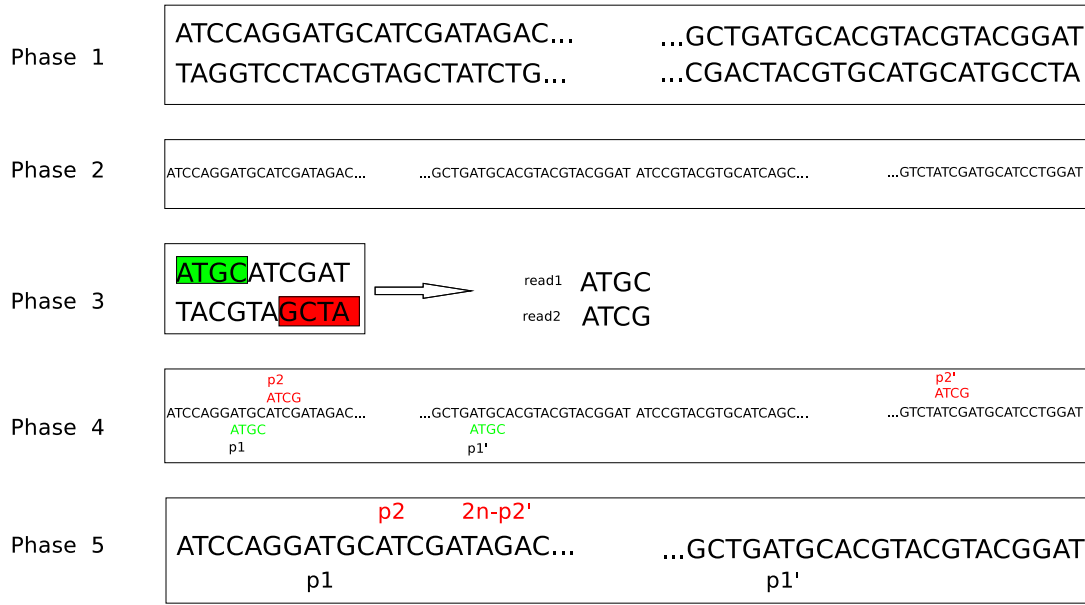 Phase 1
ATCCAGGATGCATCGATAGAC... ...GCTGATGCACGTACGTACGGAT
TAGGTCCTACGTAGCTATCTG... ...CGACTACGTGCATGCATGCCTA
Phase 2
ATCCAGGATGCATCGATAGAC... ...GCTGATGCACGTACGTACGGAT ATCCGTACGTGCATCAGC... ...GTCTATCGATGCATCCTGGAT
Phase 3
ATGCATCGAT
TACGTAGCTA
read1 ATGC
read2 ATCG
Phase 4
p2 p2'
ATCG ATCG
ATCCAGGATGCATCGATAGAC... ...GCTGATGCACGTACGTACGGAT ATCCGTACGTGCATCAGC... ...GTCTATCGATGCATCCTGGAT
ATGC ATGC
p1 p1'
Phase 5
p2 2n-p2'
ATCCAGGATGCATCGATAGAC... ...GCTGATGCACGTACGTACGGAT
p1 p1'